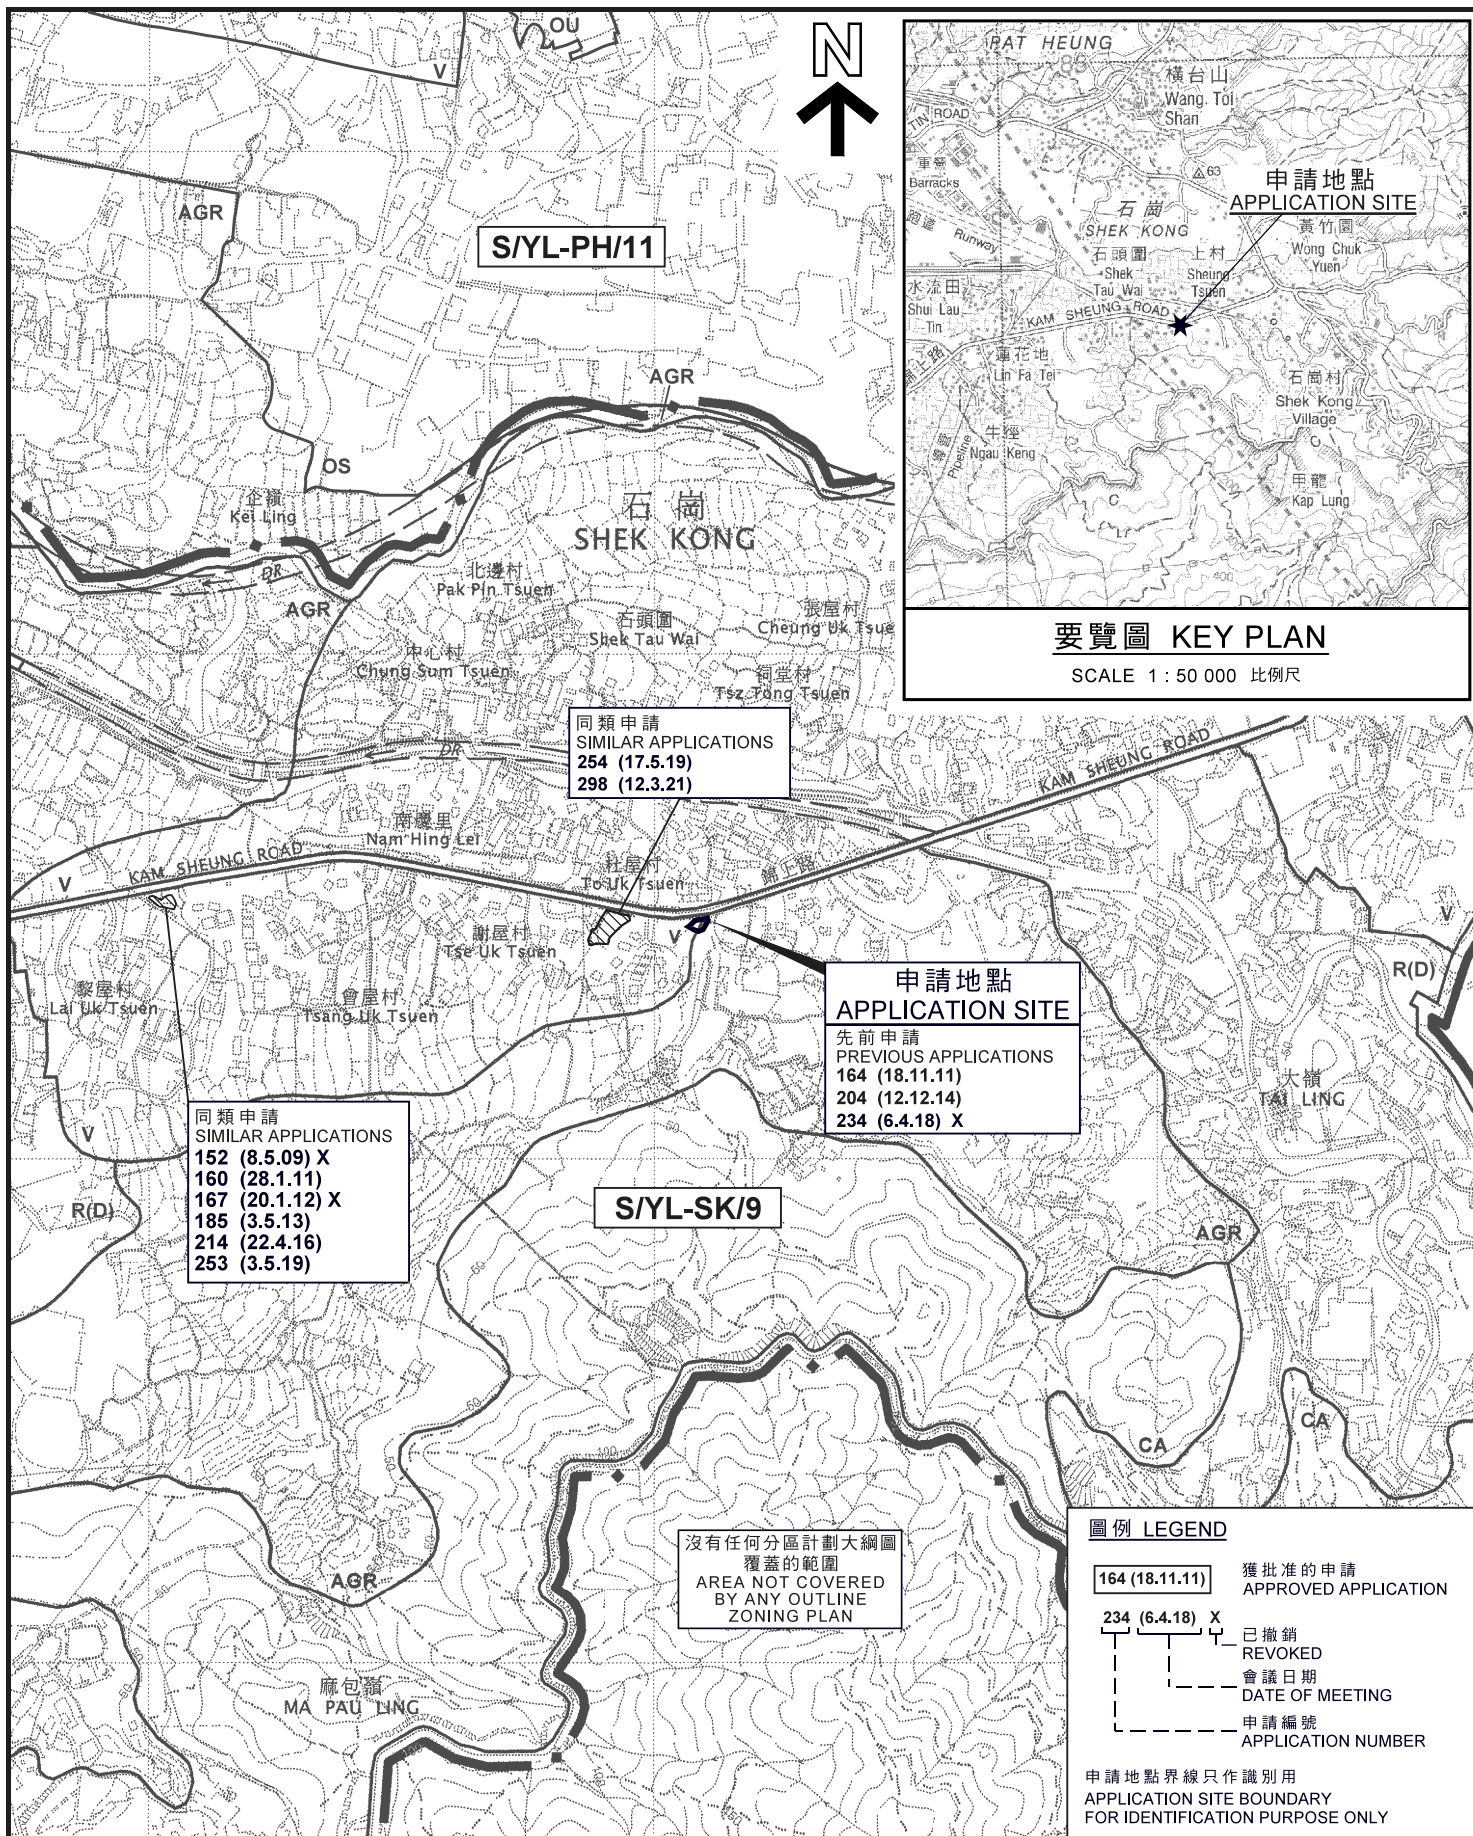 OU
V
N
AGR
S/YL-PH/11
AGR
OS
企嶺
Kei Ling
石崗
SHEK KONG
DR
AGR
北邊村
Pak Pin Tsuen
石頭圍
Shek Tau Wai
張屋村
Cheung Uk Tsue
中心村
Chung Sum Tsuen
祠堂村
Tsz Tong Tsuen
PAT HEUNG
橫台山
Wang Toi
Shan
TIN ROAD
軍營
Barracks
63
申請地點
APPLICATION SITE
石崗
SHEK KONG
跑道 Runway
石頭圍
Shek
Tau Wai
上村
Sheung
Tsuen
黃竹園
Wong Chuk
Yuen
水流田
Shui Lau
Tin
KAM SHEUNG ROAD
蓮花地
Lin Fa Tei
石崗村
Shek Kong
Village
牛徑
Ngau Keng
Pipeline
甲龍
Kap Lung
400
要覽圖 KEY PLAN
SCALE 1 : 50 000 比例尺
同類申請
SIMILAR APPLICATIONS
254 (17.5.19)
298 (12.3.21)
DR
KAM SHEUNG ROAD
南慶里
Nam Hing Lei
KAM SHEUNG ROAD
V
杜屋村
To Uk Tsuen
錦上路
謝屋村
Tse Uk Tsuen
V
V
R(D)
黎屋村
Lai Uk Tsuen
曾屋村
Tsang Uk Tsuen
申請地點
APPLICATION SITE
先前申請
PREVIOUS APPLICATIONS
164 (18.11.11)
204 (12.12.14)
234 (6.4.18) X
大嶺
TAI LING
V
R(D)
同類申請
SIMILAR APPLICATIONS
152 (8.5.09) X
160 (28.1.11)
167 (20.1.12) X
185 (3.5.13)
214 (22.4.16)
253 (3.5.19)
S/YL-SK/9
50
AGR
50
50
100
CA
CA
AGR
沒有任何分區計劃大綱圖
覆蓋的範圍
AREA NOT COVERED
BY ANY OUTLINE
ZONING PLAN
麻包嶺
MA PAU LING
圖例 LEGEND
164 (18.11.11)
獲批准的申請
APPROVED APPLICATION
234 (6.4.18) X
已撤銷
REVOKED
會議日期
DATE OF MEETING
申請編號
APPLICATION NUMBER
申請地點界線只作識別用
APPLICATION SITE BOUNDARY
FOR IDENTIFICATION PURPOSE ONLY